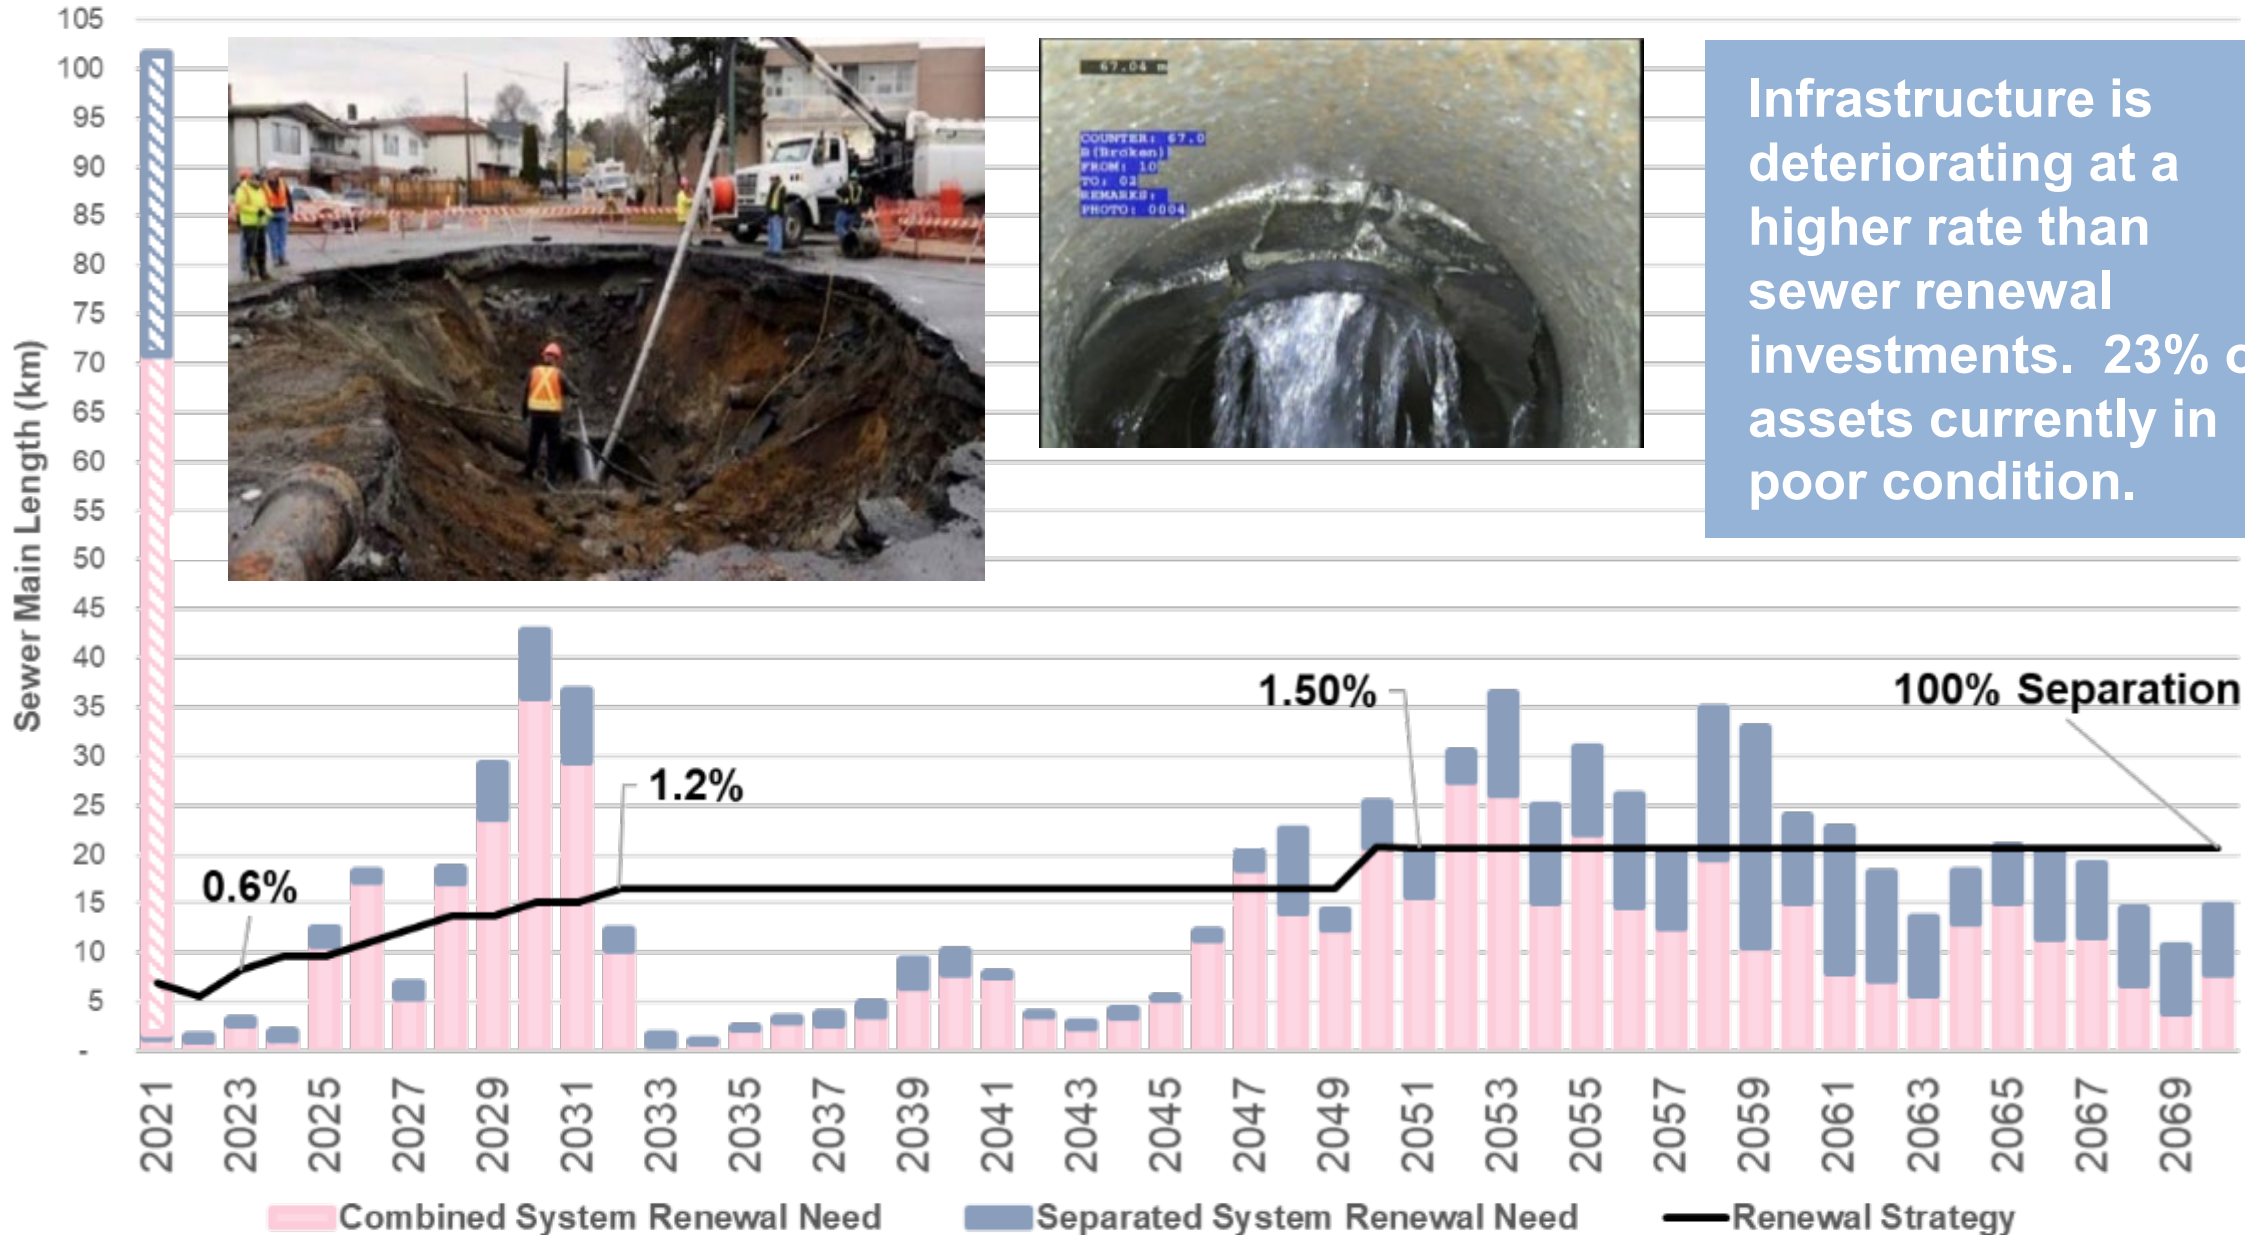 105
100
95
90
85
80
75
70
65
60
55
50
45
40
35
30
25
20
15
10
5
-
Sewer Main Length (km)
67.04 m
COUNTER: 67.0
B(Broken)
FROM: 10
TO: 02
REMARKS:
PHOTO: 0004
Infrastructure is
deteriorating at a
higher rate than
sewer renewal
investments. 23% o
assets currently in
poor condition.
0.6%
1.2%
1.50%
100% Separation
2021
2023
2025
2027
2029
2031
2033
2035
2037
2039
2041
2043
2045
2047
2049
2051
2053
2055
2057
2059
2061
2063
2065
2067
2069
Combined System Renewal Need
Separated System Renewal Need
Renewal Strategy